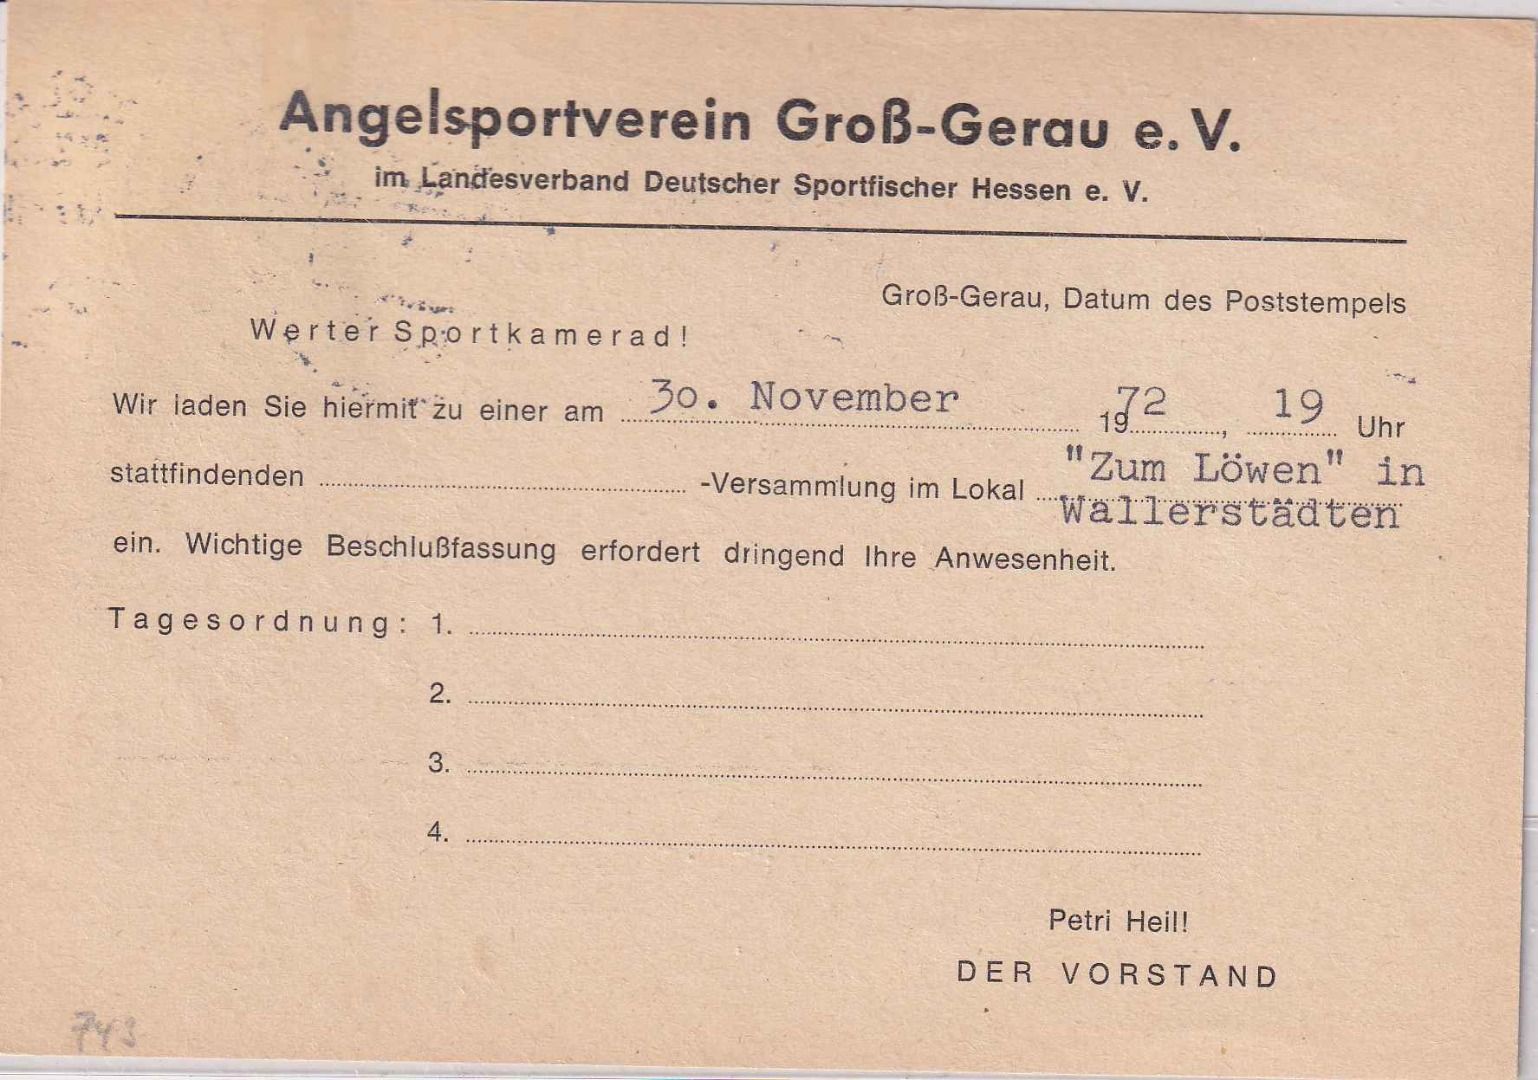 Angelsportverein Groß-Gerau e. V.
im Landesverband Deutscher Sportfischer Hessen e. V.
Groß-Gerau, Datum des Poststempels
Werter Sportkamerad!
Wir laden Sie hiermit zu einer am 30. November 1972, 19 Uhr
stattfindenden -Versammlung im Lokal "Zum Löwen" in
Wallerstädten
ein. Wichtige Beschlußfassung erfordert dringend Ihre Anwesenheit.
Tagesordnung: 1.
2.
3.
4.
Petri Heil!
DER VORSTAND
743